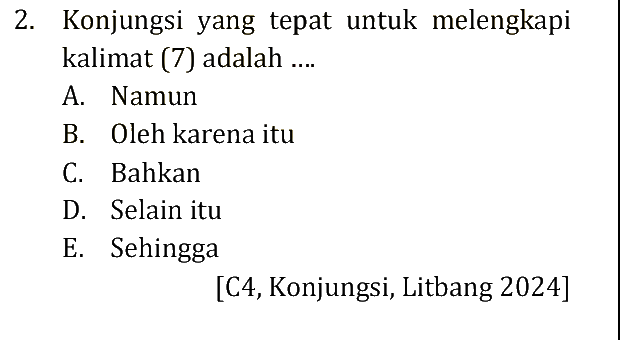 2. Konjungsi yang tepat untuk melengkapi
kalimat (7) adalah ....
A. Namun
B. Oleh karena itu
C. Bahkan
D. Selain itu
E. Sehingga
[C4, Konjungsi, Litbang 2024]